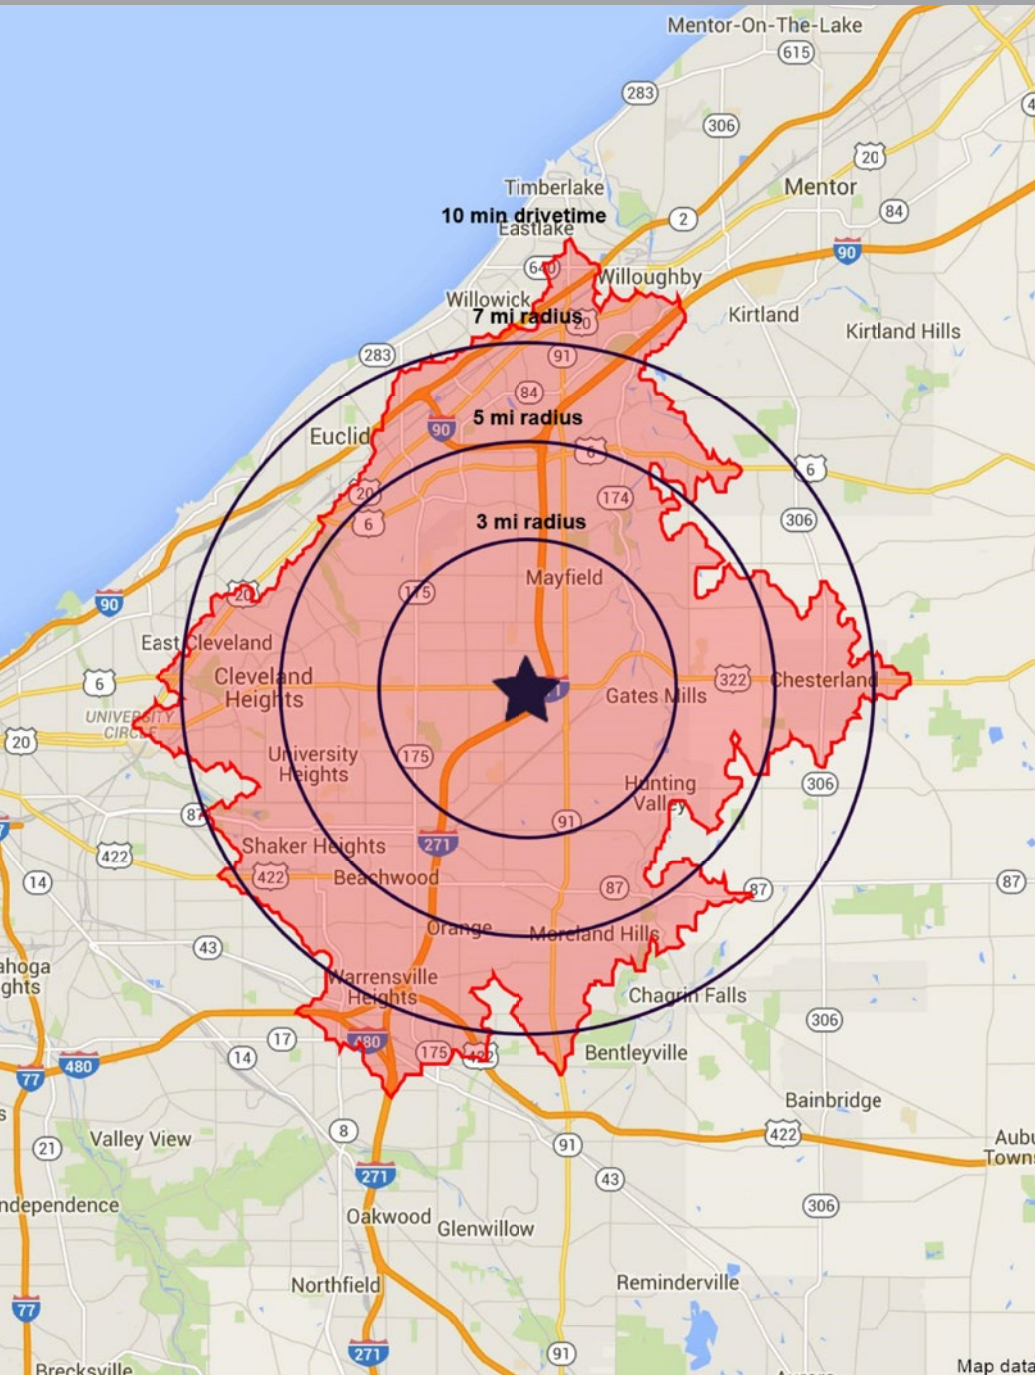 Mentor-On-The-Lake
615
283
306
20
Timberlake
Mentor
84
2
10 min drivetime
Eastlake
90
640
Willoughby
Willowick
Kirtland
7 mi radius
20
Kirtland Hills
283
91
84
5 mi radius
90
Euclid
6
6
20
174
306
6
3 mi radius
Mayfield
175
20
90
East Cleveland
Cleveland
Heights
6
322
Chesterland
Gates Mills
UNIVERSITY
CIRCLE
20
175
University
Heights
306
Hunting
Valley
87
91
271
Shaker Heights
422
422
Beachwood
14
87
87
87
Orange
Moreland Hills
43
Warrensville
Heights
Chagrin Falls
306
17
480
175
422
Bentleyville
14
480
77
Bainbridge
8
422
21
Valley View
91
271
43
306
Oakwood
Glenwillow
Northfield
Reminderville
77
271
91
Brecksville
Map data